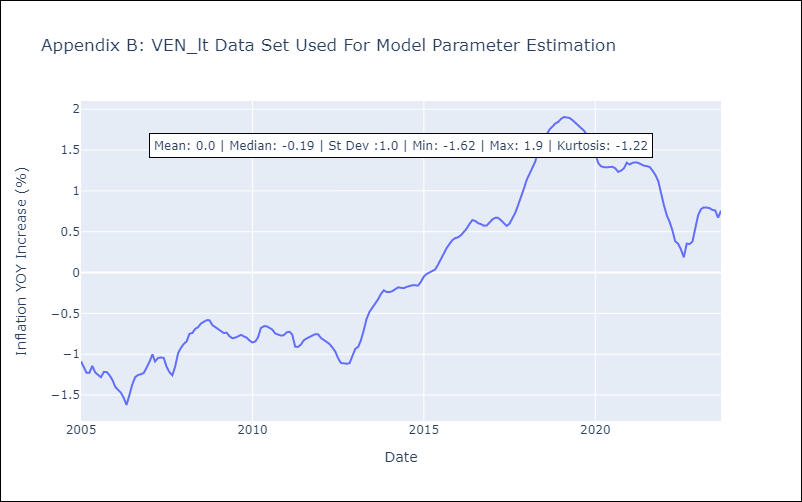 Appendix B: VEN_lt Data Set Used For Model Parameter Estimation
Mean: 0.0 | Median: -0.19 | St Dev :1.0 | Min: -1.62 | Max: 1.9 | Kurtosis: -1.22
Inflation YOY Increase (%)
2
1.5
1
0.5
0
−0.5
−1
−1.5
2005 2010 2015 2020
Date